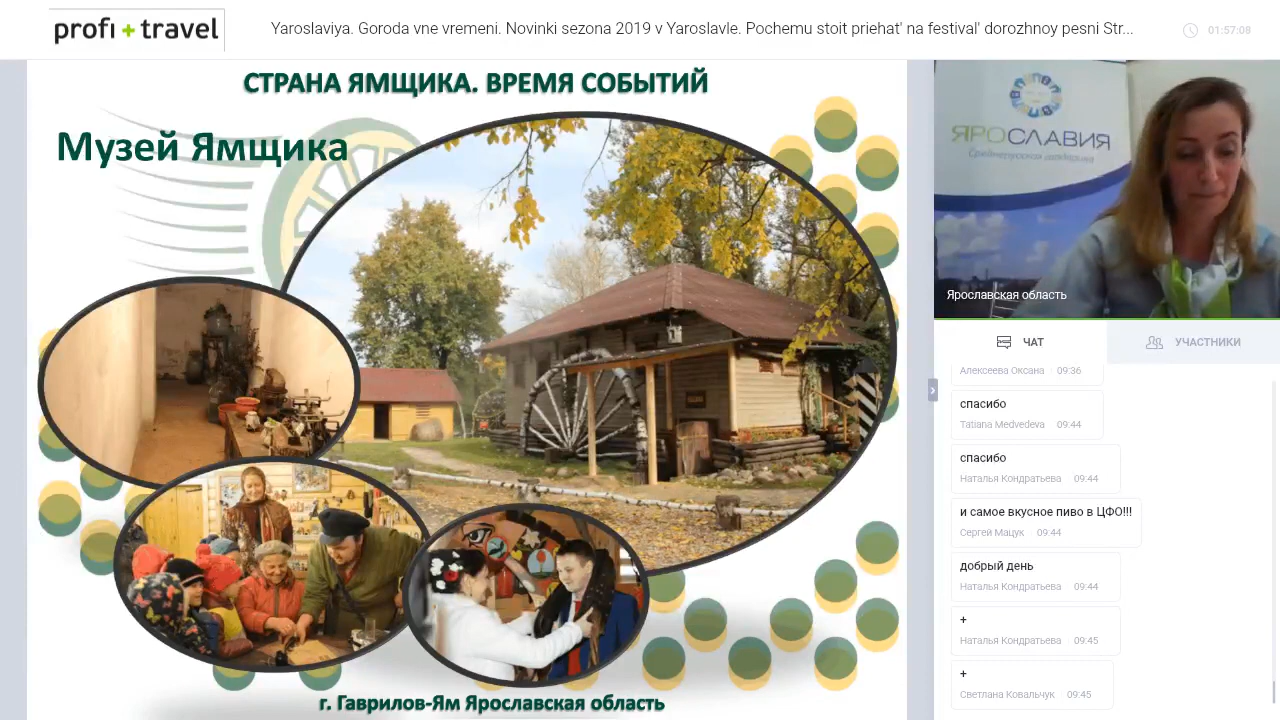 profi + travel
Yaroslaviya. Goroda vne vremeni. Novinki sezona 2019 v Yaroslavle. Pochemu stoit priehat' na festival' dorozhnoy pesni Str...
01:57:08
СТРАНА ЯМЩИКА. ВРЕМЯ СОБЫТИЙ
Музей Ямщика
г. Гаврилов-Ям Ярославская область
ЯРОСЛАВИЯ
Ярославская область
ЧАТ
УЧАСТНИКИ
Алексеева Оксана · 09:36
спасибо
Tatiana Medvedeva · 09:44
спасибо
Наталья Кондратьева · 09:44
и самое вкусное пиво в ЦФО!!!
Сергей Мацук · 09:44
добрый день
Наталья Кондратьева · 09:44
+
Наталья Кондратьева · 09:45
+
Светлана Ковальчук · 09:45